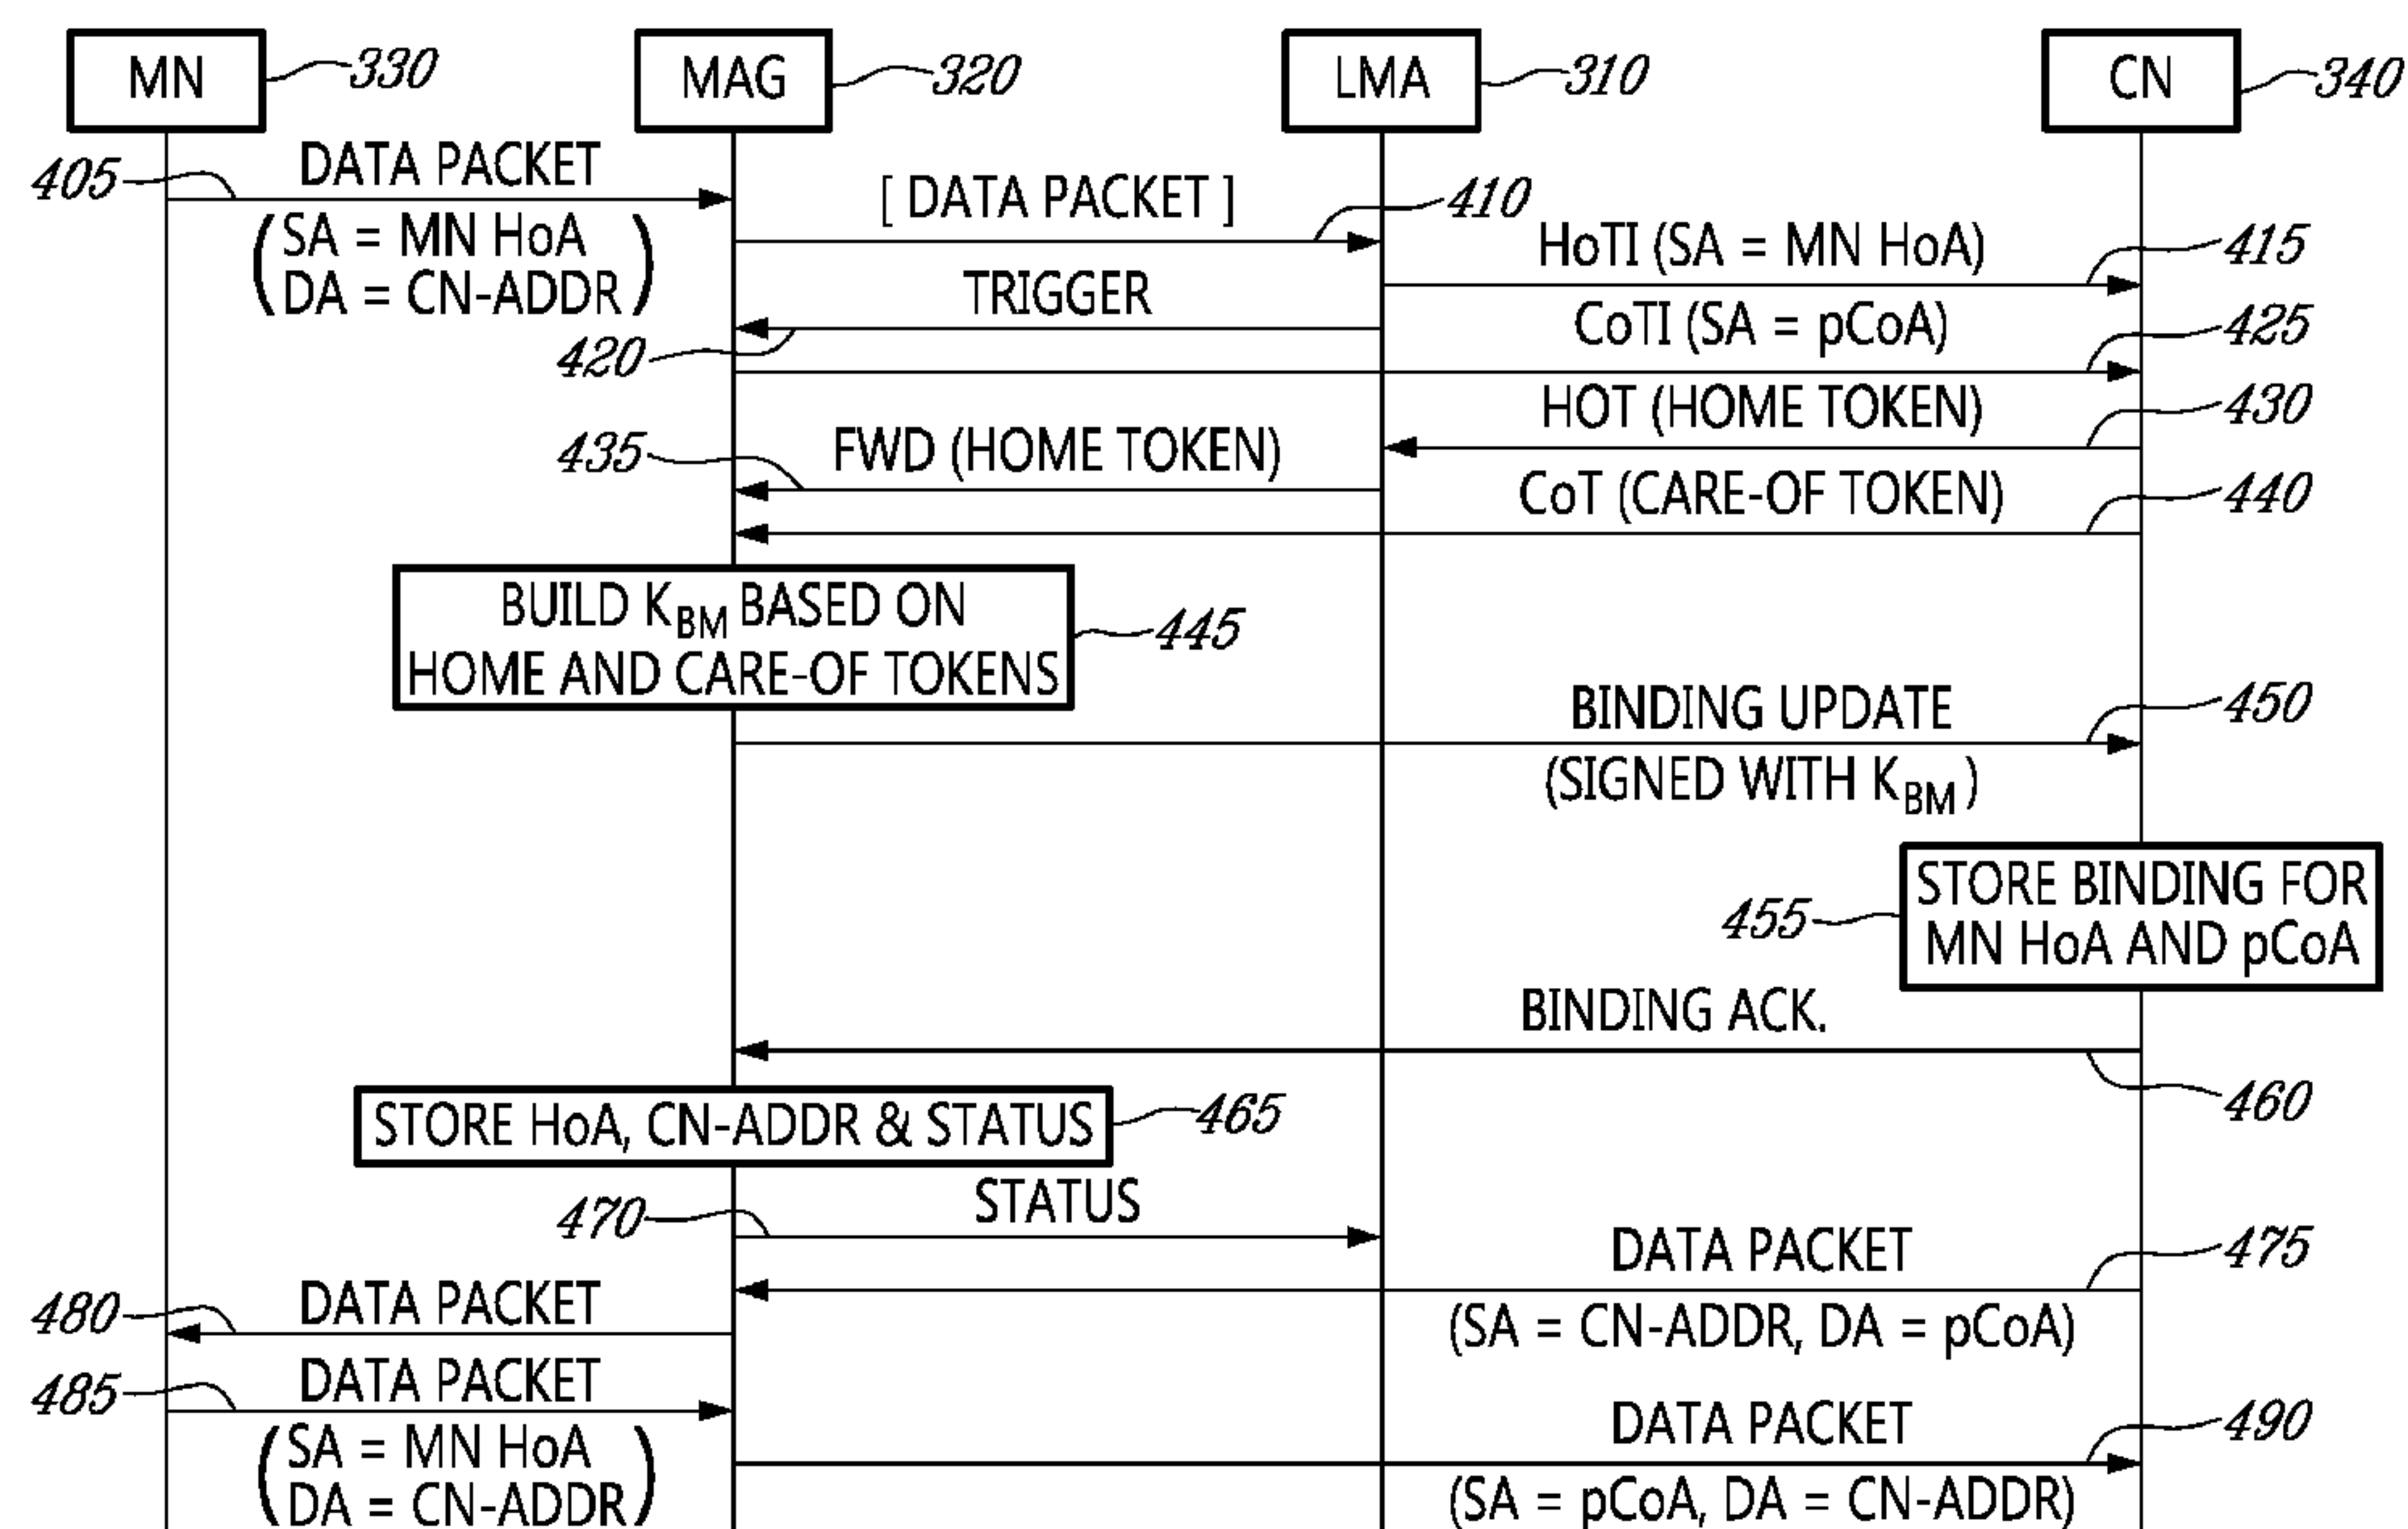 MN
330
MAG
320
LMA
310
CN
340
405
DATA PACKET
(SA = MN HoA
DA = CN-ADDR)
[ DATA PACKET ]
410
HoTI (SA = MN HoA)
415
TRIGGER
420
CoTI (SA = pCoA)
425
HOT (HOME TOKEN)
430
435
FWD (HOME TOKEN)
CoT (CARE-OF TOKEN)
440
BUILD K_BM BASED ON
HOME AND CARE-OF TOKENS
445
BINDING UPDATE
450
(SIGNED WITH K_BM)
STORE BINDING FOR
MN HoA AND pCoA
455
BINDING ACK.
460
STORE HoA, CN-ADDR & STATUS
465
STATUS
470
DATA PACKET
475
(SA = CN-ADDR, DA = pCoA)
480
DATA PACKET
485
DATA PACKET
(SA = MN HoA
DA = CN-ADDR)
DATA PACKET
490
(SA = pCoA, DA = CN-ADDR)